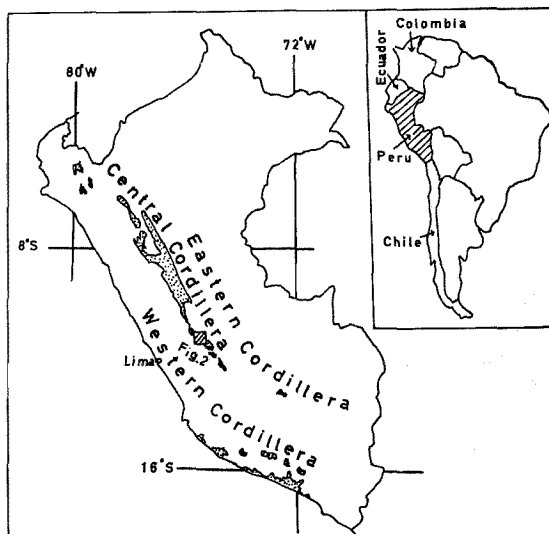 80°W
72°W
8°S
16°S
Central Cordillera
Eastern Cordillera
Western Cordillera
Fig.2
Lima
Colombia
Ecuador
Peru
Chile